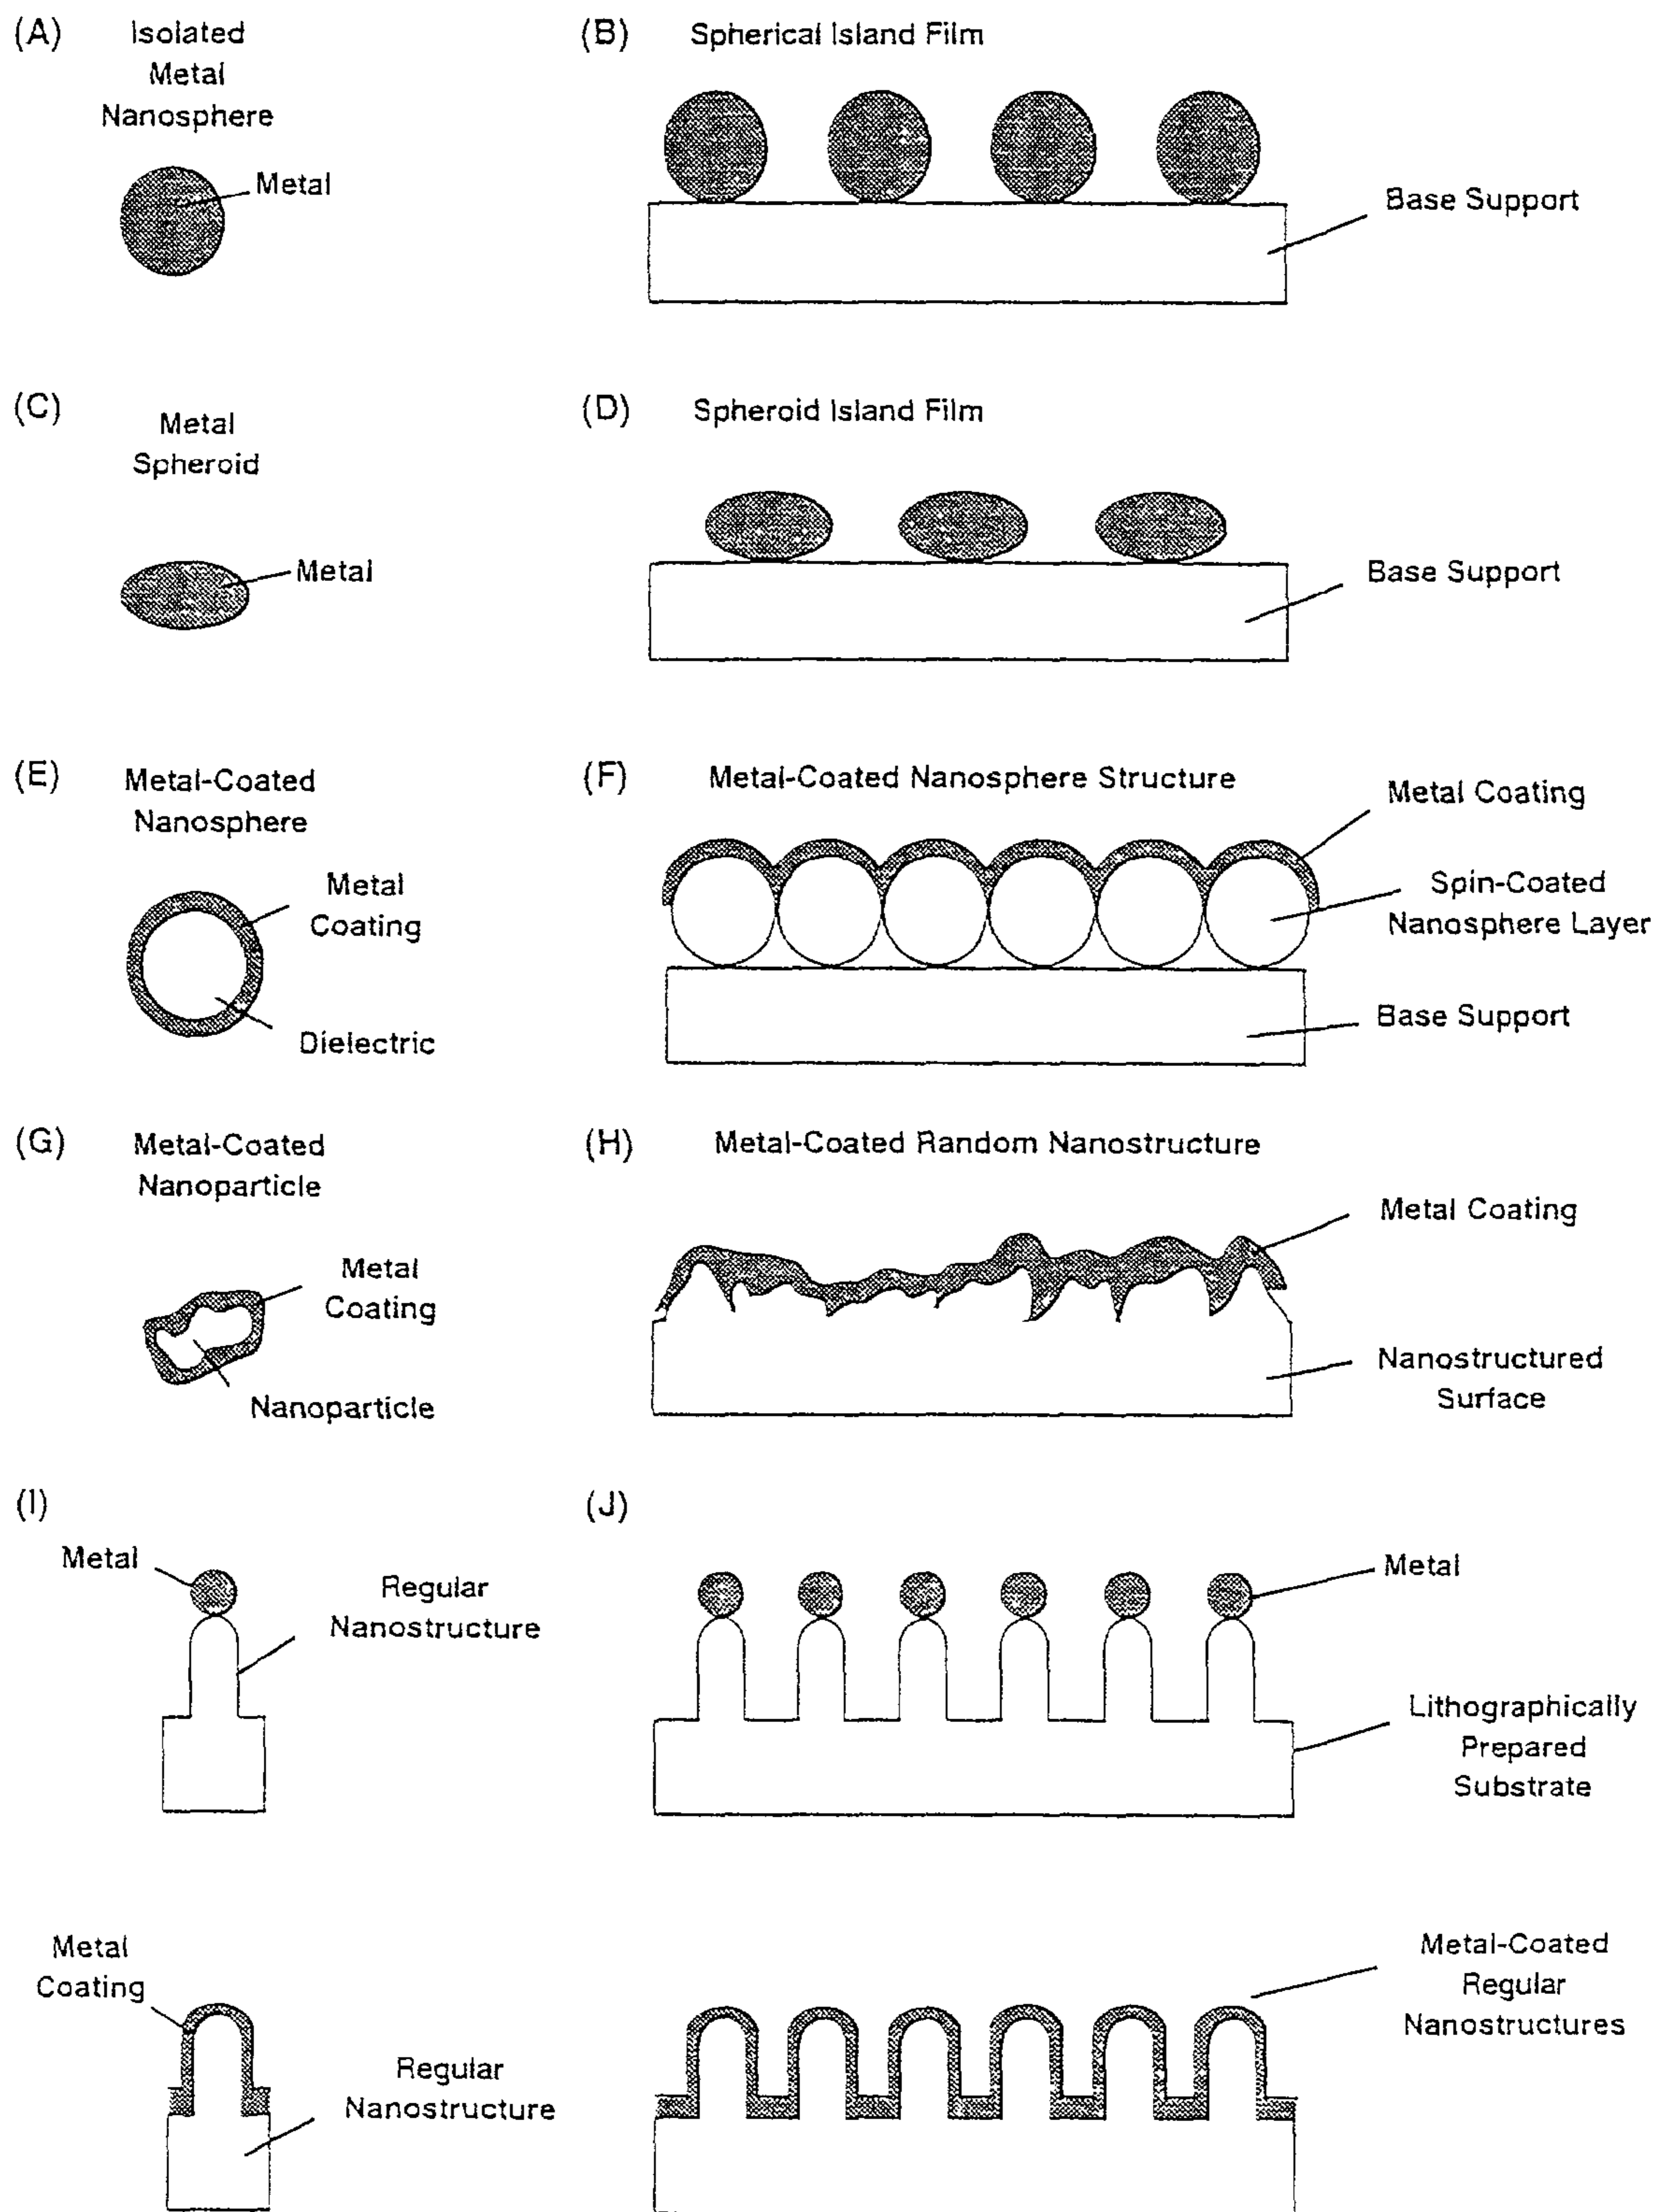 (A)
Isolated
Metal
Nanosphere
Metal
(B)
Spherical Island Film
Base Support
(C)
Metal
Spheroid
Metal
(D)
Spheroid Island Film
Base Support
(E)
Metal-Coated
Nanosphere
Metal
Coating
Dielectric
(F)
Metal-Coated Nanosphere Structure
Metal Coating
Spin-Coated
Nanosphere Layer
Base Support
(G)
Metal-Coated
Nanoparticle
Metal
Coating
Nanoparticle
(H)
Metal-Coated Random Nanostructure
Metal Coating
Nanostructured
Surface
(I)
Metal
Regular
Nanostructure
(J)
Metal
Lithographically
Prepared
Substrate
Metal
Coating
Regular
Nanostructure
Metal-Coated
Regular
Nanostructures